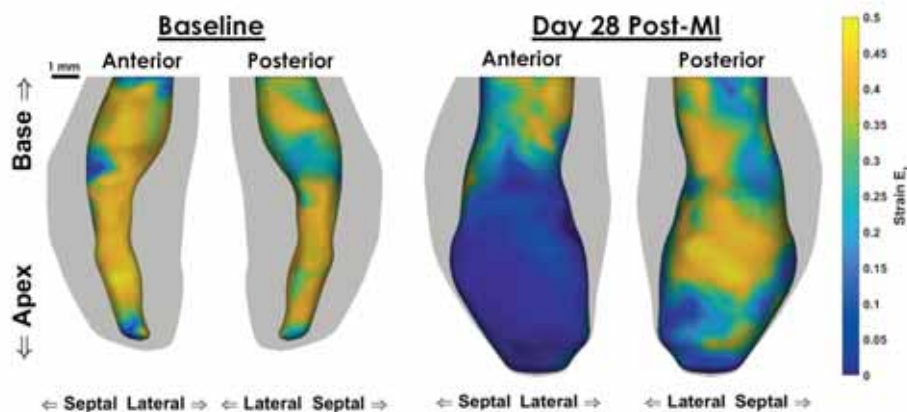 Baseline
Day 28 Post-MI
Anterior
Posterior
Anterior
Posterior
1 mm
Base ⇒
⇐ Apex
⇐ Septal Lateral ⇒
⇐ Lateral Septal ⇒
⇐ Septal Lateral ⇒
⇐ Lateral Septal ⇒
0.5
0.45
0.4
0.35
0.3
0.25
0.2
0.15
0.1
0.05
0
Strain